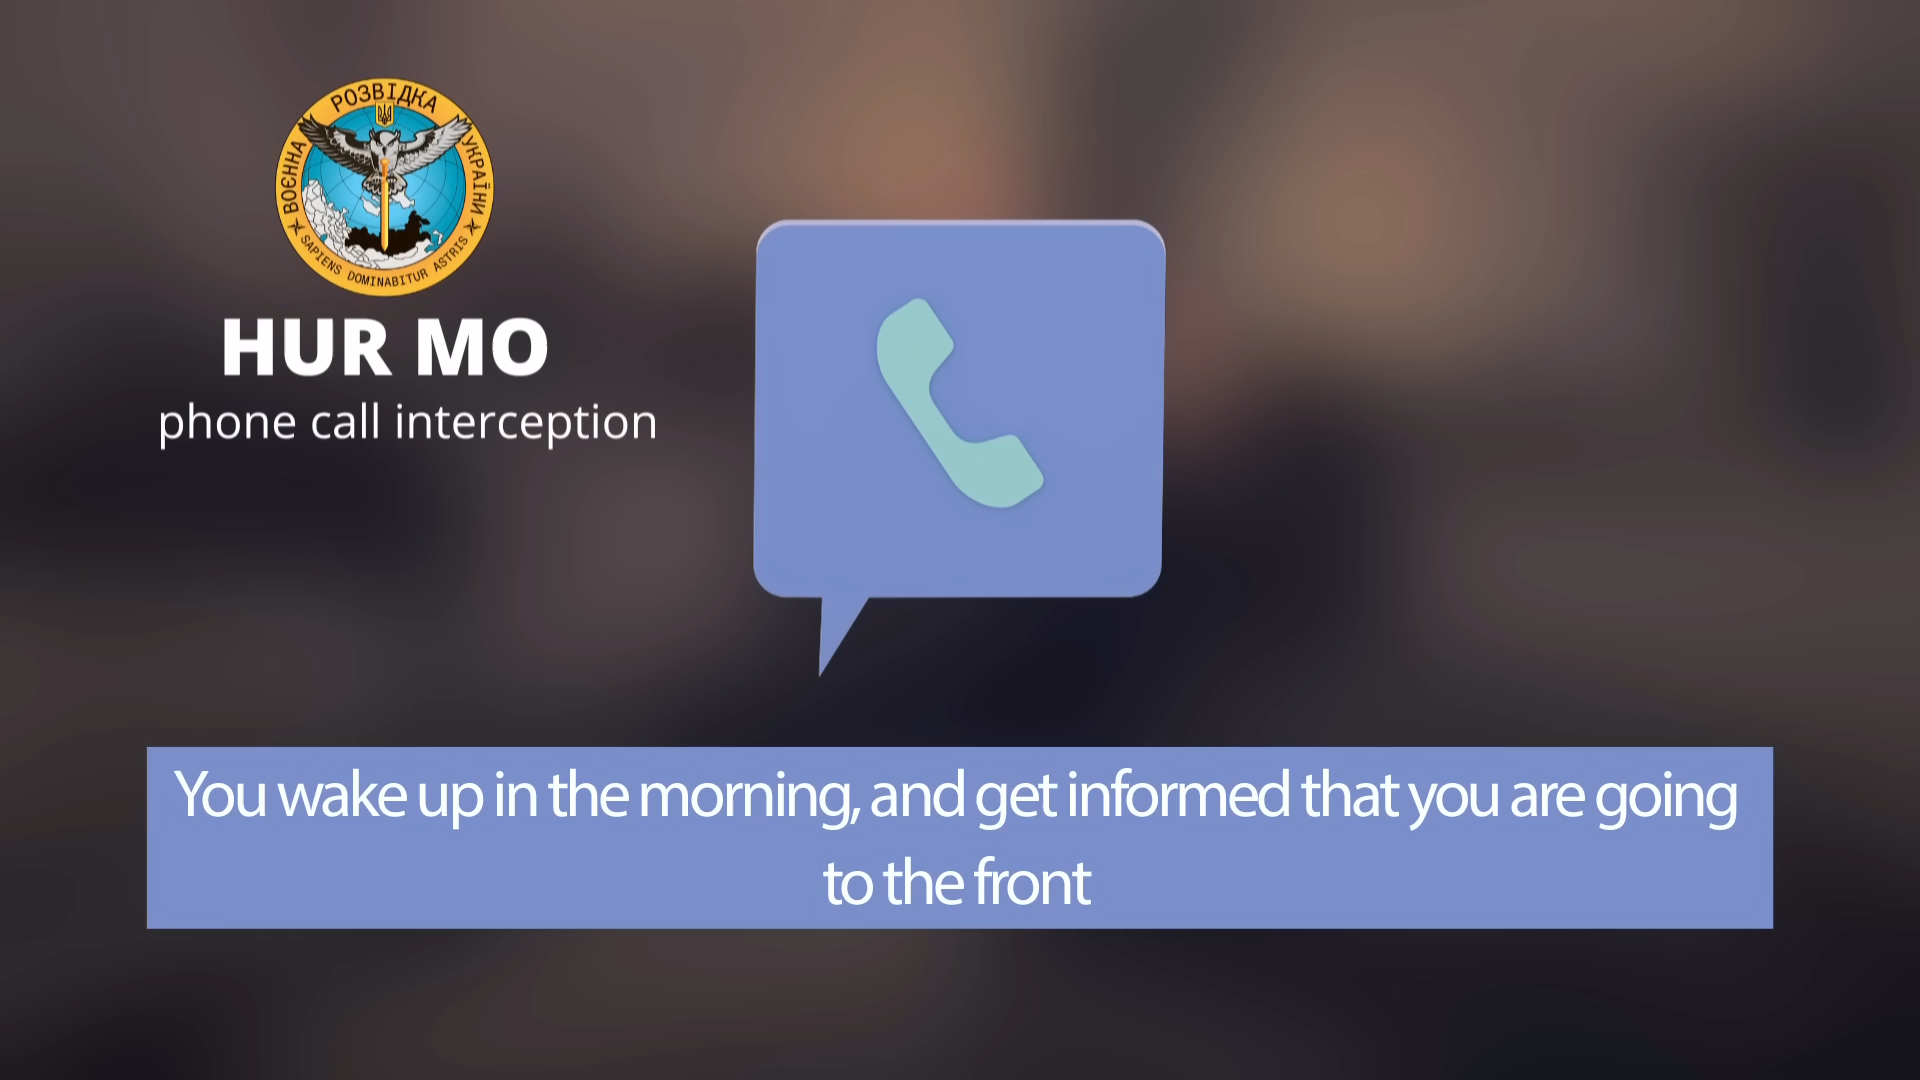 РОЗВІДКА
ВОЄННА
УКРАЇНИ
SAPIENS DOMINABITUR ASTRIS
HUR MO
phone call interception
You wake up in the morning, and get informed that you are going
to the front